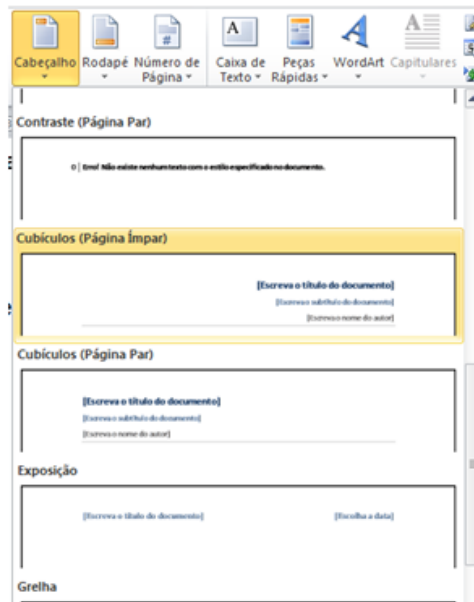 A
A
Cabeçalho Rodapé Número de Página Caixa de Texto Peças Rápidas WordArt Capitulares
Contraste (Página Par)
0 | Erro! Não existe nenhum texto com o estilo especificado no documento.
Cubículos (Página Ímpar)
[Escreva o título do documento]
[Escreva o subtítulo do documento]
[Escreva o nome do autor]
Cubículos (Página Par)
[Escreva o título do documento]
[Escreva o subtítulo do documento]
[Escreva o nome do autor]
Exposição
[Escreva o título do documento] [Escolha a data]
Grelha